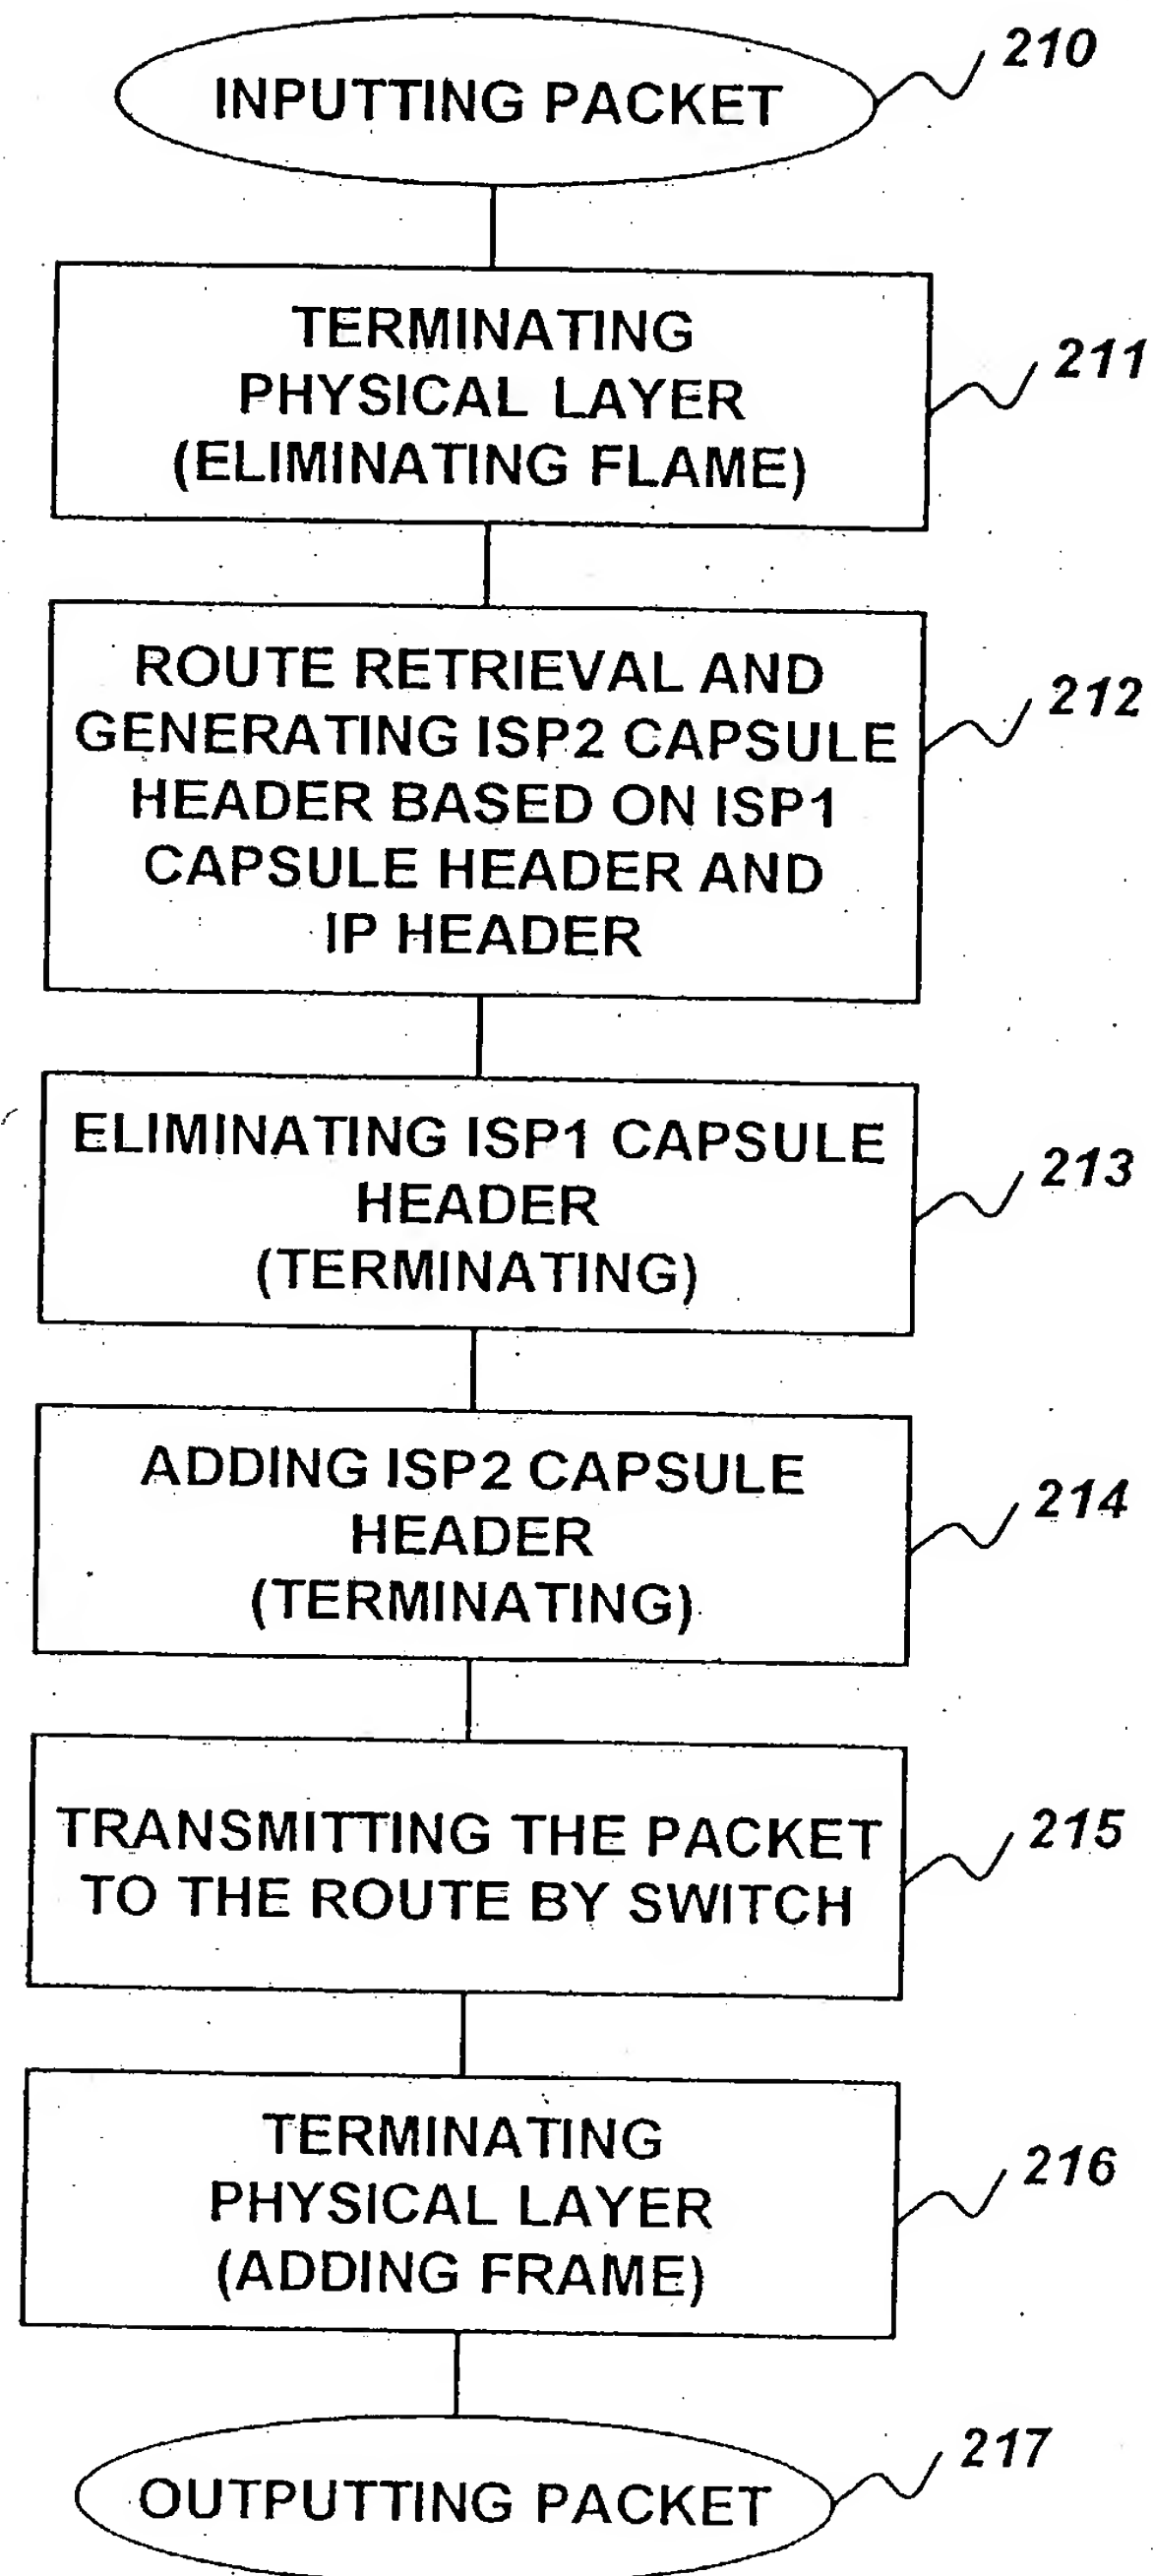 INPUTTING PACKET
210
TERMINATING
PHYSICAL LAYER
(ELIMINATING FLAME)
211
ROUTE RETRIEVAL AND
GENERATING ISP2 CAPSULE
HEADER BASED ON ISP1
CAPSULE HEADER AND
IP HEADER
212
ELIMINATING ISP1 CAPSULE
HEADER
(TERMINATING)
213
ADDING ISP2 CAPSULE
HEADER
(TERMINATING)
214
TRANSMITTING THE PACKET
TO THE ROUTE BY SWITCH
215
TERMINATING
PHYSICAL LAYER
(ADDING FRAME)
216
OUTPUTTING PACKET
217